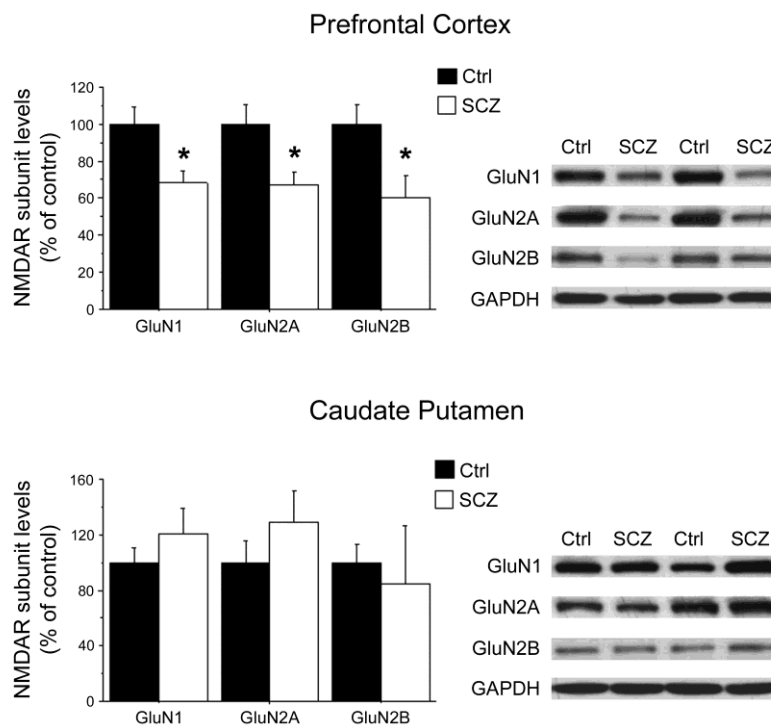 Prefrontal Cortex
NMDAR subunit levels
(% of control)
120
100
80
60
40
20
0
*
*
*
GluN1
GluN2A
GluN2B
Ctrl
SCZ
Ctrl SCZ Ctrl SCZ
GluN1
GluN2A
GluN2B
GAPDH
Caudate Putamen
NMDAR subunit levels
(% of control)
160
120
80
40
0
GluN1
GluN2A
GluN2B
Ctrl
SCZ
Ctrl SCZ Ctrl SCZ
GluN1
GluN2A
GluN2B
GAPDH